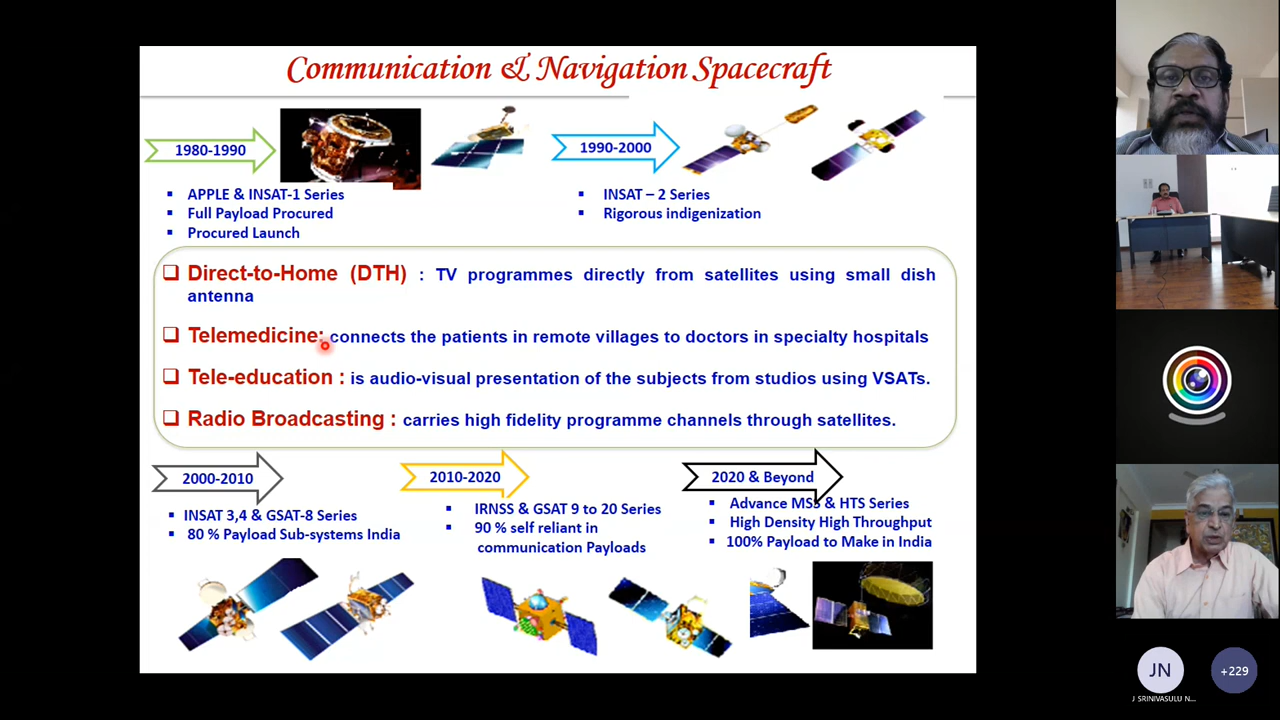 Communication & Navigation Spacecraft
1980-1990
1990-2000
APPLE & INSAT-1 Series
Full Payload Procured
Procured Launch
INSAT – 2 Series
Rigorous indigenization
Direct-to-Home (DTH) : TV programmes directly from satellites using small dish
antenna
Telemedicine: connects the patients in remote villages to doctors in specialty hospitals
Tele-education : is audio-visual presentation of the subjects from studios using VSATs.
Radio Broadcasting : carries high fidelity programme channels through satellites.
2000-2010
2010-2020
2020 & Beyond
INSAT 3,4 & GSAT-8 Series
80 % Payload Sub-systems India
IRNSS & GSAT 9 to 20 Series
90 % self reliant in
communication Payloads
Advance MSS & HTS Series
High Density High Throughput
100% Payload to Make in India
JN
+229
J SRINIVASULU N...